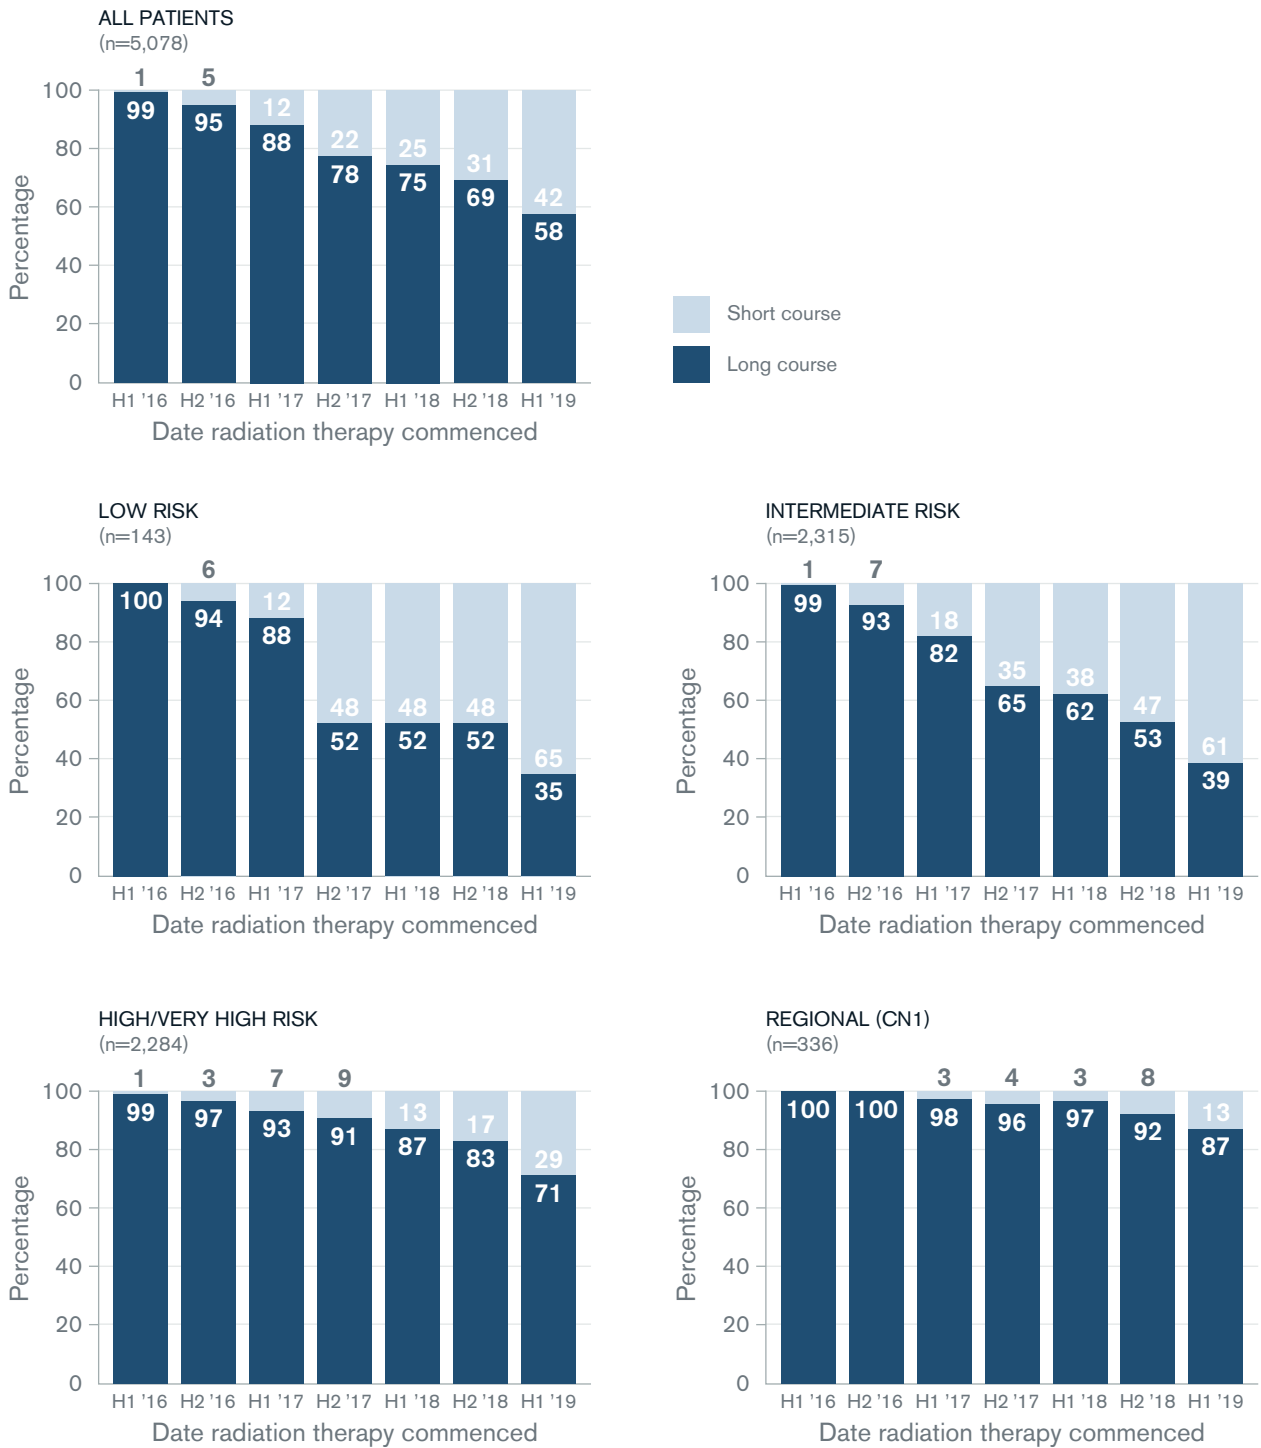 ALL PATIENTS
(n=5,078)
1 5
100 99 95 12 88 22 78 25 75 31 69 42 58
80
60
40
20
0
Percentage
H1 ’16 H2 ’16 H1 ’17 H2 ’17 H1 ’18 H2 ’18 H1 ’19
Date radiation therapy commenced
Short course
Long course
LOW RISK
(n=143)
6
100 100 94 12 88 48 52 48 52 48 52 65 35
80
60
40
20
0
Percentage
H1 ’16 H2 ’16 H1 ’17 H2 ’17 H1 ’18 H2 ’18 H1 ’19
Date radiation therapy commenced
INTERMEDIATE RISK
(n=2,315)
1 7
100 99 93 18 82 35 65 38 62 47 53 61 39
80
60
40
20
0
Percentage
H1 ’16 H2 ’16 H1 ’17 H2 ’17 H1 ’18 H2 ’18 H1 ’19
Date radiation therapy commenced
HIGH/VERY HIGH RISK
(n=2,284)
1 3 7 9
100 99 97 93 91 13 87 17 83 29 71
80
60
40
20
0
Percentage
H1 ’16 H2 ’16 H1 ’17 H2 ’17 H1 ’18 H2 ’18 H1 ’19
Date radiation therapy commenced
REGIONAL (CN1)
(n=336)
3 4 3 8
100 100 100 98 96 97 92 13 87
80
60
40
20
0
Percentage
H1 ’16 H2 ’16 H1 ’17 H2 ’17 H1 ’18 H2 ’18 H1 ’19
Date radiation therapy commenced